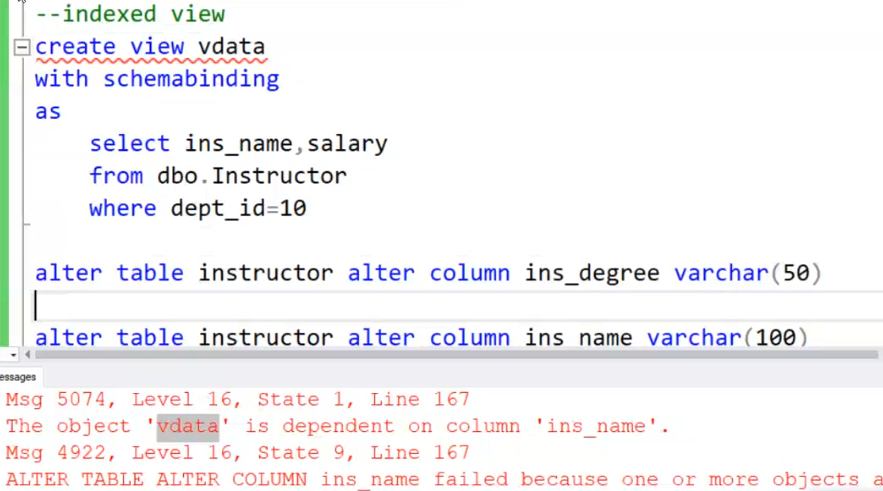 --indexed view
create view vdata
with schemabinding
as
select ins_name,salary
from dbo.Instructor
where dept_id=10
alter table instructor alter column ins_degree varchar(50)
alter table instructor alter column ins_name varchar(100)
essages
Msg 5074, Level 16, State 1, Line 167
The object 'vdata' is dependent on column 'ins_name'.
Msg 4922, Level 16, State 9, Line 167
ALTER TABLE ALTER COLUMN ins_name failed because one or more objects a